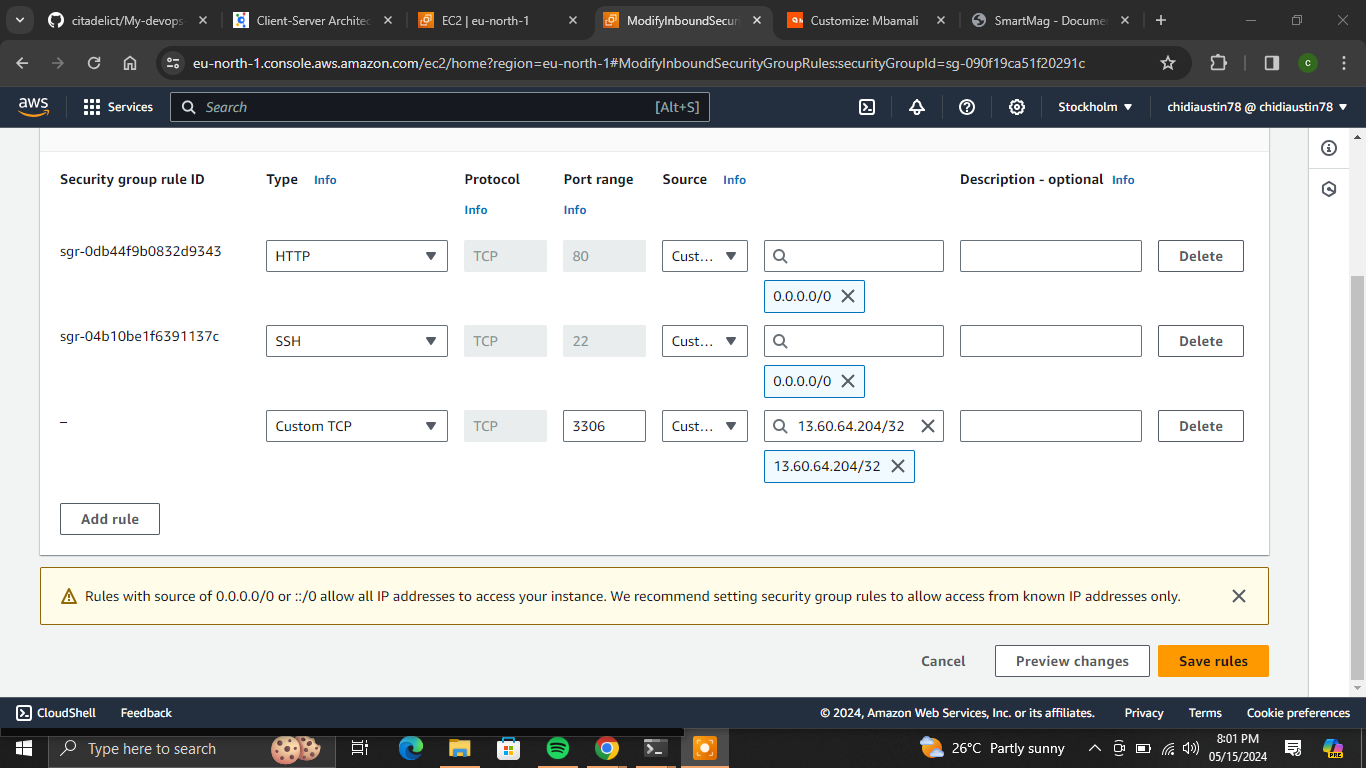 citadelict/My-devops
Client-Server Architec
EC2 | eu-north-1
ModifyInboundSecuri
Customize: Mbamali
SmartMag - Docume
eu-north-1.console.aws.amazon.com/ec2/home?region=eu-north-1#ModifyInboundSecurityGroupRules:securityGroupId=sg-090f19ca51f20291c
c
aws
Services
Search
[Alt+S]
Stockholm
chidiaustin78 @ chidiaustin78
Security group rule ID
Type Info
Protocol Info
Port range Info
Source Info
Description - optional Info
sgr-0db44f9b0832d9343
HTTP
TCP
80
Cust...
0.0.0.0/0
Delete
sgr-04b10be1f6391137c
SSH
TCP
22
Cust...
0.0.0.0/0
Delete
–
Custom TCP
TCP
3306
Cust...
13.60.64.204/32
13.60.64.204/32
Delete
Add rule
Rules with source of 0.0.0.0/0 or ::/0 allow all IP addresses to access your instance. We recommend setting security group rules to allow access from known IP addresses only.
Cancel
Preview changes
Save rules
CloudShell
Feedback
© 2024, Amazon Web Services, Inc. or its affiliates.
Privacy
Terms
Cookie preferences
Type here to search
26°C Partly sunny
8:01 PM
05/15/2024
PRE